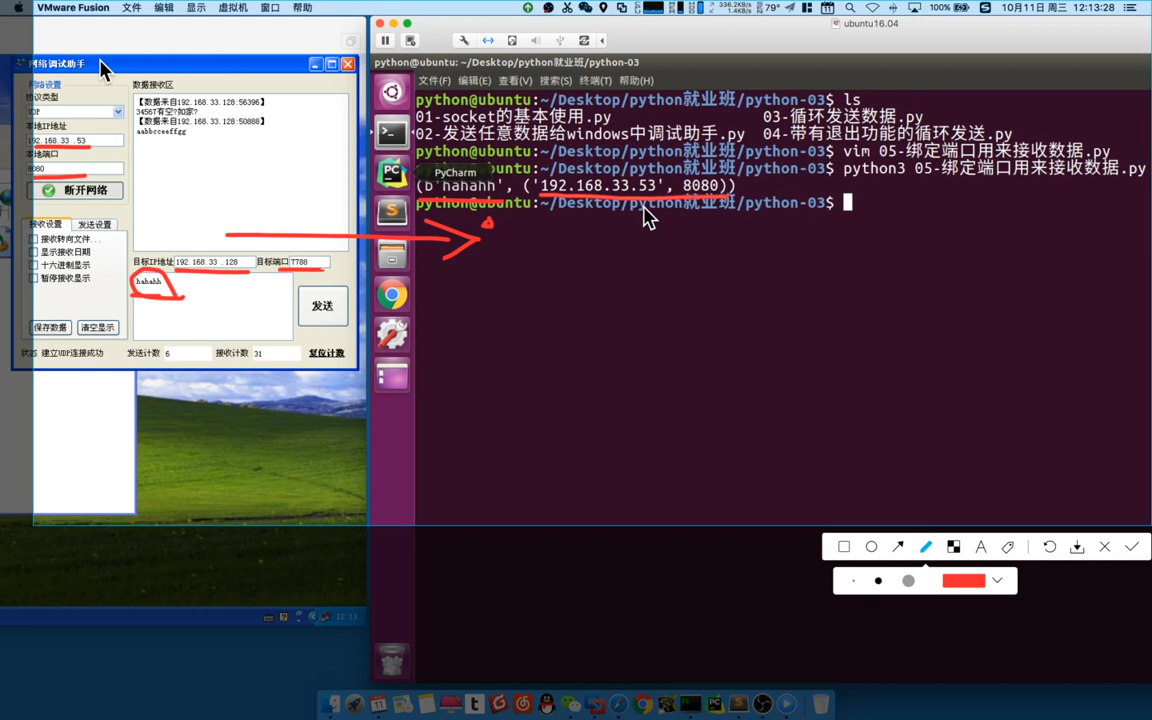 VMware Fusion 文件 编辑 显示 虚拟机 窗口 帮助 336.2KB/s 1.4KB/s 79° 100% 10月11日 周三 12:13:28
ubuntu16.04
python@ubuntu: ~/Desktop/python就业班/python-03
文件(F) 编辑(E) 查看(V) 搜索(S) 终端(T) 帮助(H)
python@ubuntu:~/Desktop/python就业班/python-03$ ls
01-socket的基本使用.py 03-循环发送数据.py
02-发送任意数据给windows中调试助手.py 04-带有退出功能的循环发送.py
python@ubuntu:~/Desktop/python就业班/python-03$ vim 05-绑定端口用来接收数据.py
python@ubuntu:~/Desktop/python就业班/python-03$ python3 05-绑定端口用来接收数据.py
(b'hahahh', ('192.168.33.53', 8080))
python@ubuntu:~/Desktop/python就业班/python-03$
PyCharm
网络调试助手
网络设置
协议类型
UDP
本地IP地址
192.168.33.53
本地端口
8080
断开网络
接收设置 发送设置
接收转向文件...
显示接收日期
十六进制显示
暂停接收显示
保存数据 清空显示
数据接收区
【数据来自192.168.33.128:56396】
34567有空?如家?
【数据来自192.168.33.128:50888】
aabbcceeffgg
目标IP地址 192.168.33.128 目标端口 7788
hahahh
发送
状态 建立UDP连接成功 发送计数 6 接收计数 31 复位计数
12:13